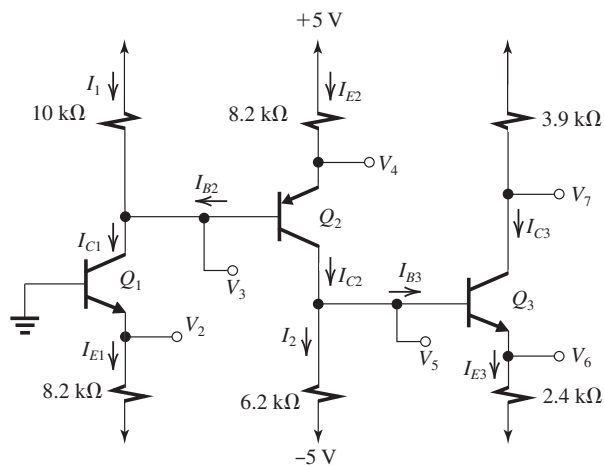 +5 V
I1
IE2
10 kΩ
8.2 kΩ
3.9 kΩ
V4
IB2
V7
Q2
IC1
IC3
Q1
V3
IC2
IB3
Q3
V2
I2
V5
V6
IE1
IE3
8.2 kΩ
6.2 kΩ
2.4 kΩ
–5 V